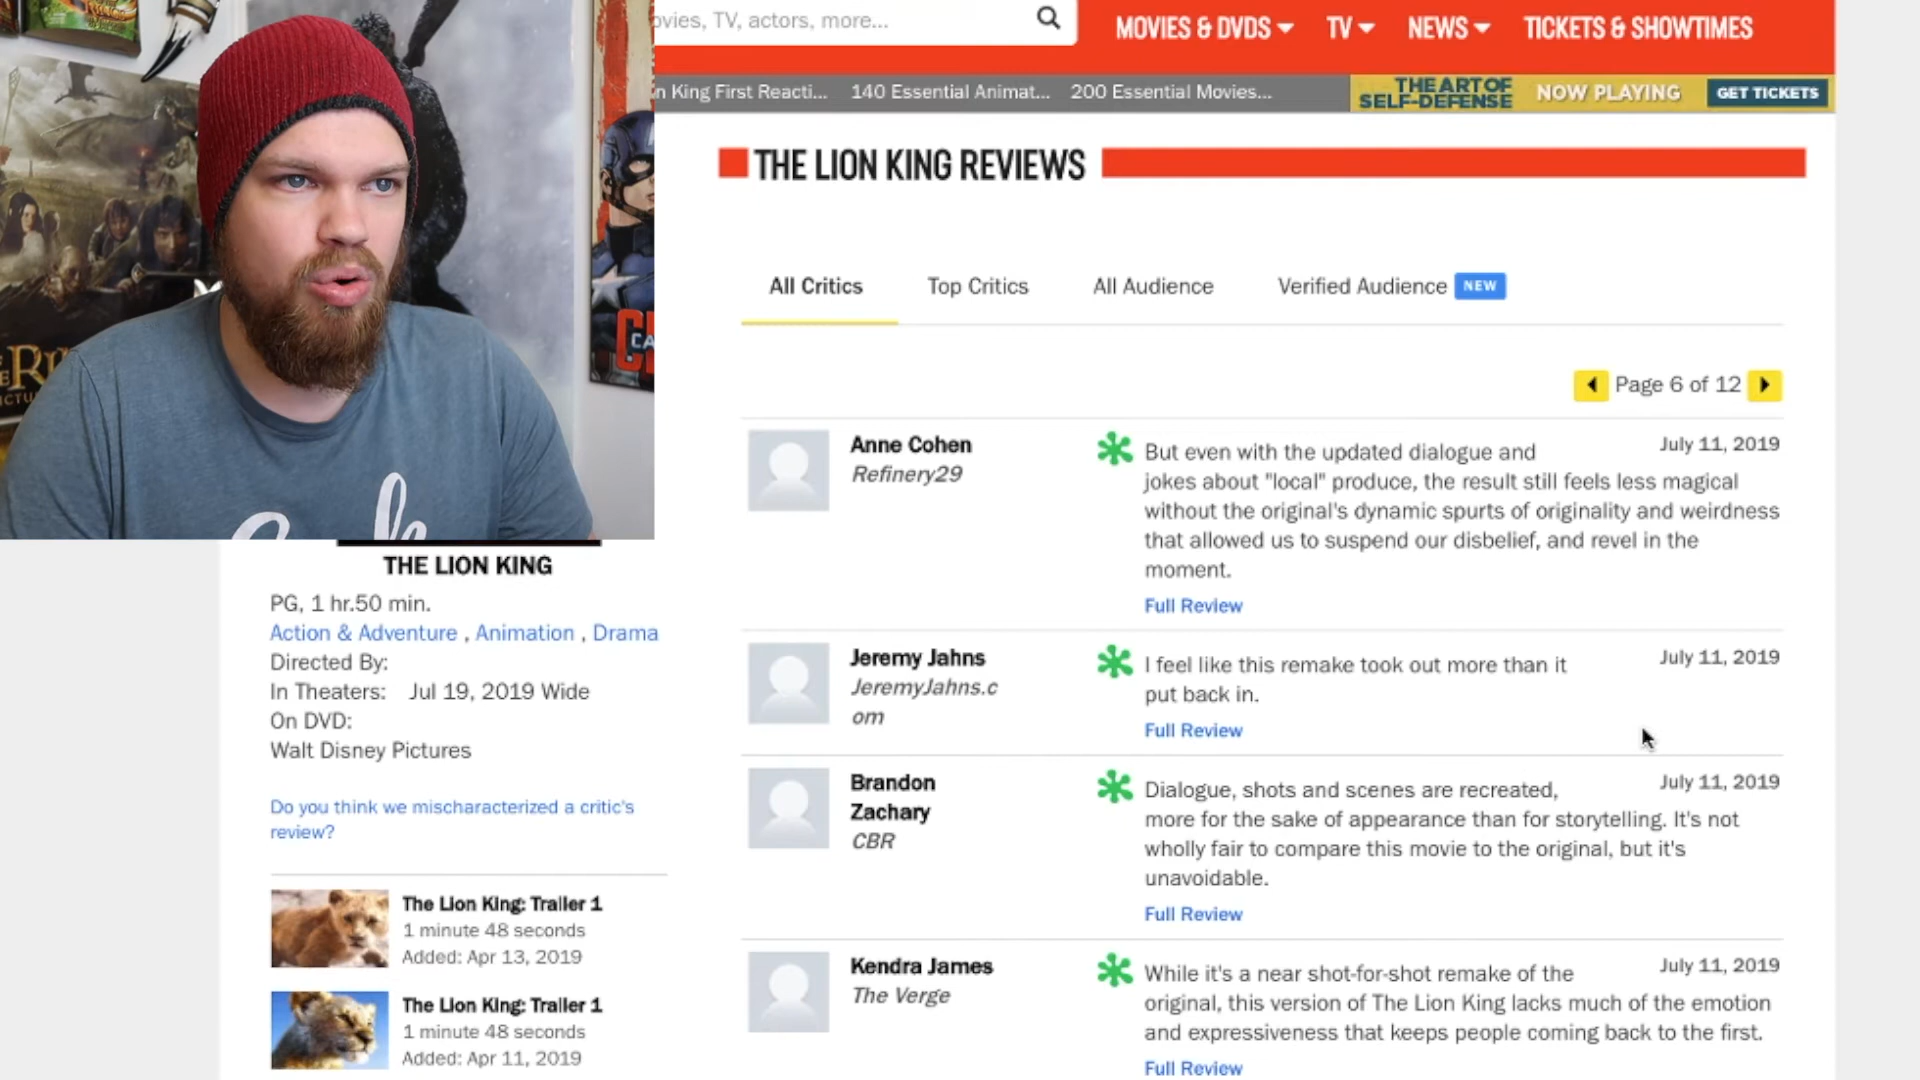 ovies, TV, actors, more...
MOVIES & DVDS
TV
NEWS
TICKETS & SHOWTIMES
n King First Reacti...
140 Essential Animat...
200 Essential Movies...
THE ART OF
SELF-DEFENSE
NOW PLAYING
GET TICKETS
THE LION KING REVIEWS
All Critics
Top Critics
All Audience
Verified Audience NEW
Page 6 of 12
Anne Cohen
Refinery29
July 11, 2019
But even with the updated dialogue and
jokes about "local" produce, the result still feels less magical
without the original's dynamic spurts of originality and weirdness
that allowed us to suspend our disbelief, and revel in the
moment.
Full Review
Jeremy Jahns
JeremyJahns.c
om
July 11, 2019
I feel like this remake took out more than it
put back in.
Full Review
Brandon
Zachary
CBR
July 11, 2019
Dialogue, shots and scenes are recreated,
more for the sake of appearance than for storytelling. It's not
wholly fair to compare this movie to the original, but it's
unavoidable.
Full Review
Kendra James
The Verge
July 11, 2019
While it's a near shot-for-shot remake of the
original, this version of The Lion King lacks much of the emotion
and expressiveness that keeps people coming back to the first.
Full Review
THE LION KING
PG, 1 hr.50 min.
Action & Adventure , Animation , Drama
Directed By:
In Theaters: Jul 19, 2019 Wide
On DVD:
Walt Disney Pictures
Do you think we mischaracterized a critic's
review?
The Lion King: Trailer 1
1 minute 48 seconds
Added: Apr 13, 2019
The Lion King: Trailer 1
1 minute 48 seconds
Added: Apr 11, 2019